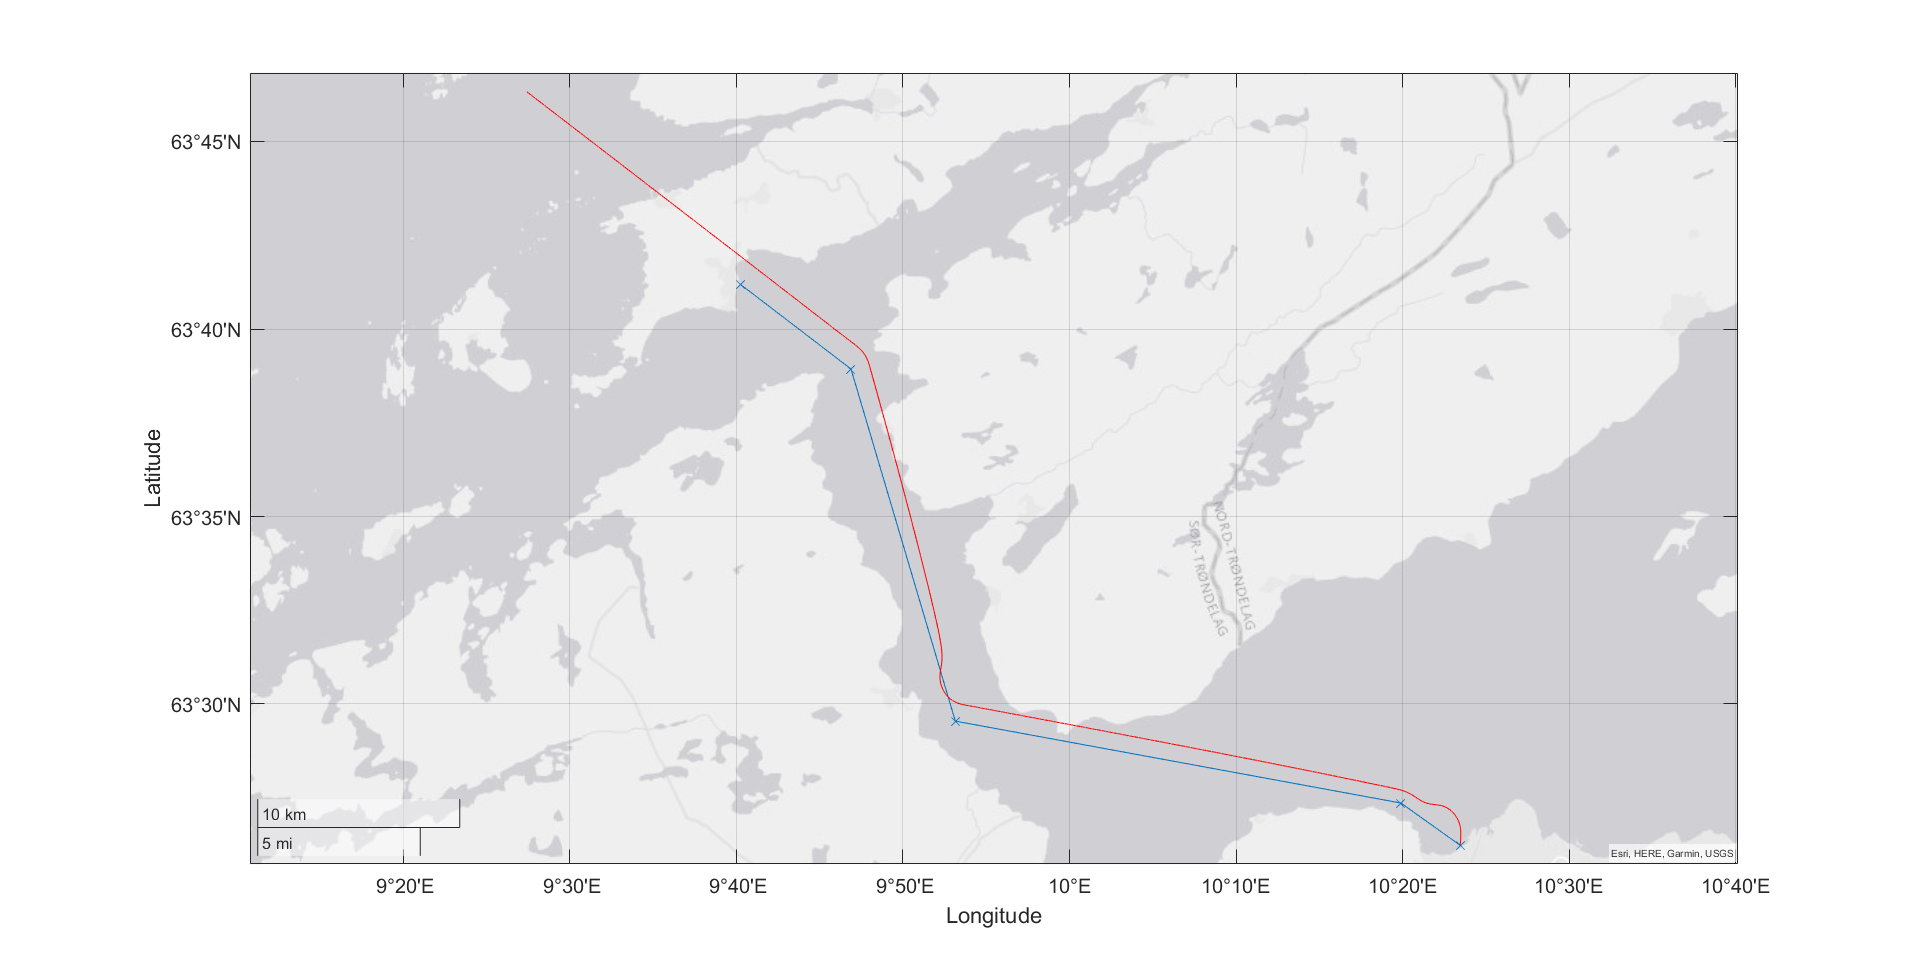 63°45'N
63°40'N
63°35'N
63°30'N
Latitude
NORD-TRØNDELAG
SØR-TRØNDELAG
10 km
5 mi
Esri, HERE, Garmin, USGS
9°20'E
9°30'E
9°40'E
9°50'E
10°E
10°10'E
10°20'E
10°30'E
10°40'E
Longitude